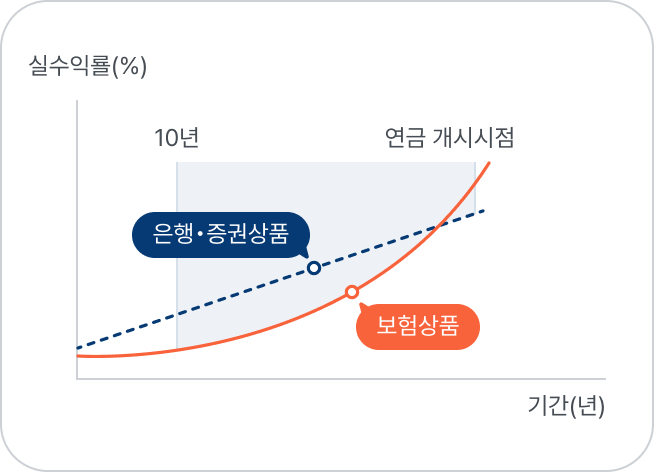 실수익률(%)
10년
연금 개시시점
은행·증권상품
보험상품
기간(년)